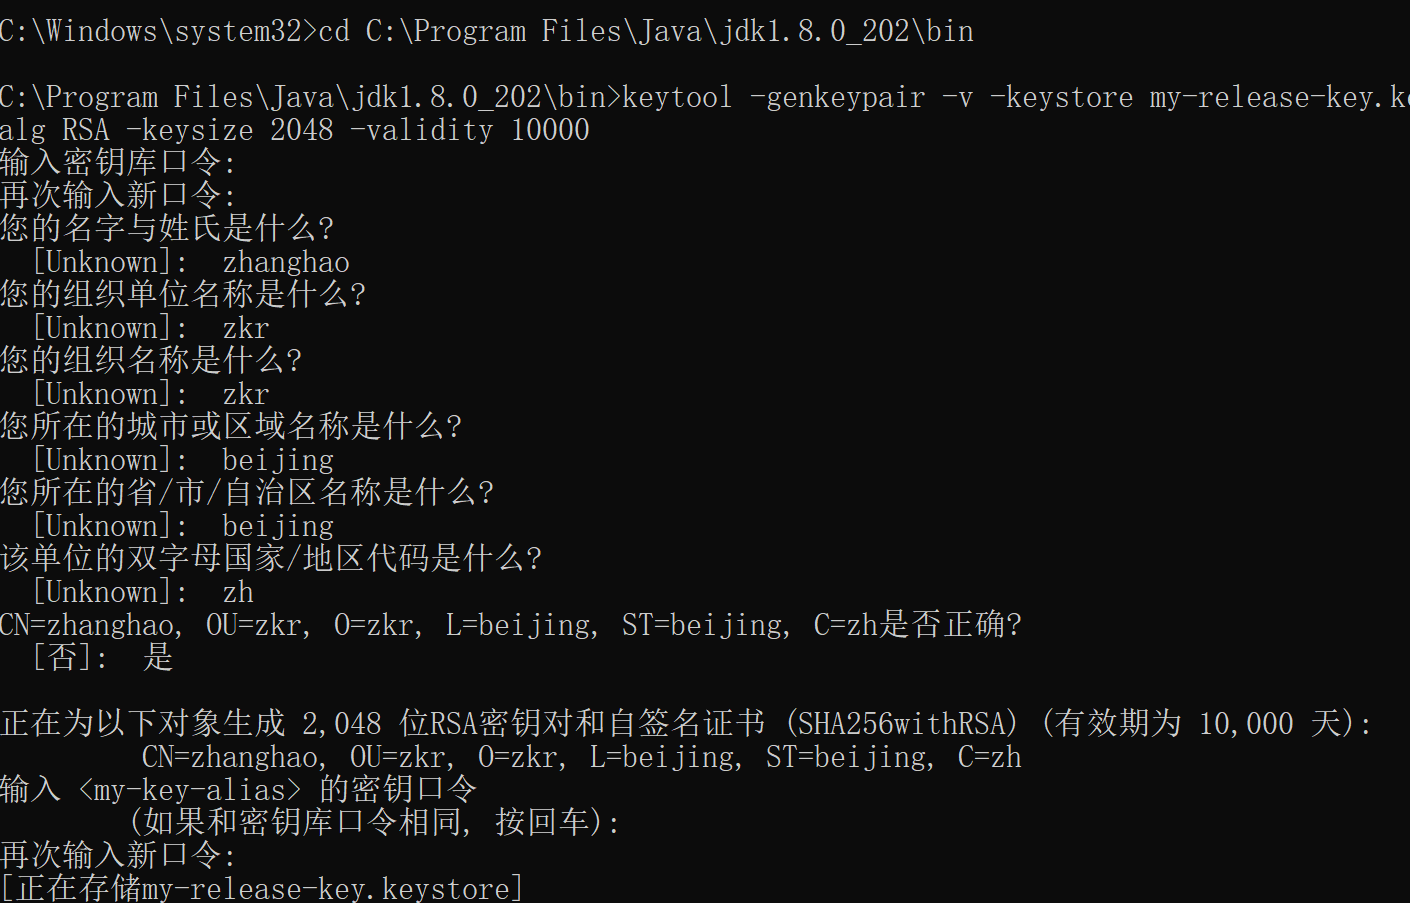 C:\Windows\system32>cd C:\Program Files\Java\jdk1.8.0_202\bin
C:\Program Files\Java\jdk1.8.0_202\bin>keytool -genkeypair -v -keystore my-release-key.k
alg RSA -keysize 2048 -validity 10000
输入密钥库口令:
再次输入新口令:
您的名字与姓氏是什么?
[Unknown]: zhanghao
您的组织单位名称是什么?
[Unknown]: zkr
您的组织名称是什么?
[Unknown]: zkr
您所在的城市或区域名称是什么?
[Unknown]: beijing
您所在的省/市/自治区名称是什么?
[Unknown]: beijing
该单位的双字母国家/地区代码是什么?
[Unknown]: zh
CN=zhanghao, OU=zkr, O=zkr, L=beijing, ST=beijing, C=zh是否正确?
[否]: 是
正在为以下对象生成 2,048 位RSA密钥对和自签名证书 (SHA256withRSA) (有效期为 10,000 天):
CN=zhanghao, OU=zkr, O=zkr, L=beijing, ST=beijing, C=zh
输入 <my-key-alias> 的密钥口令
(如果和密钥库口令相同, 按回车):
再次输入新口令:
[正在存储my-release-key.keystore]